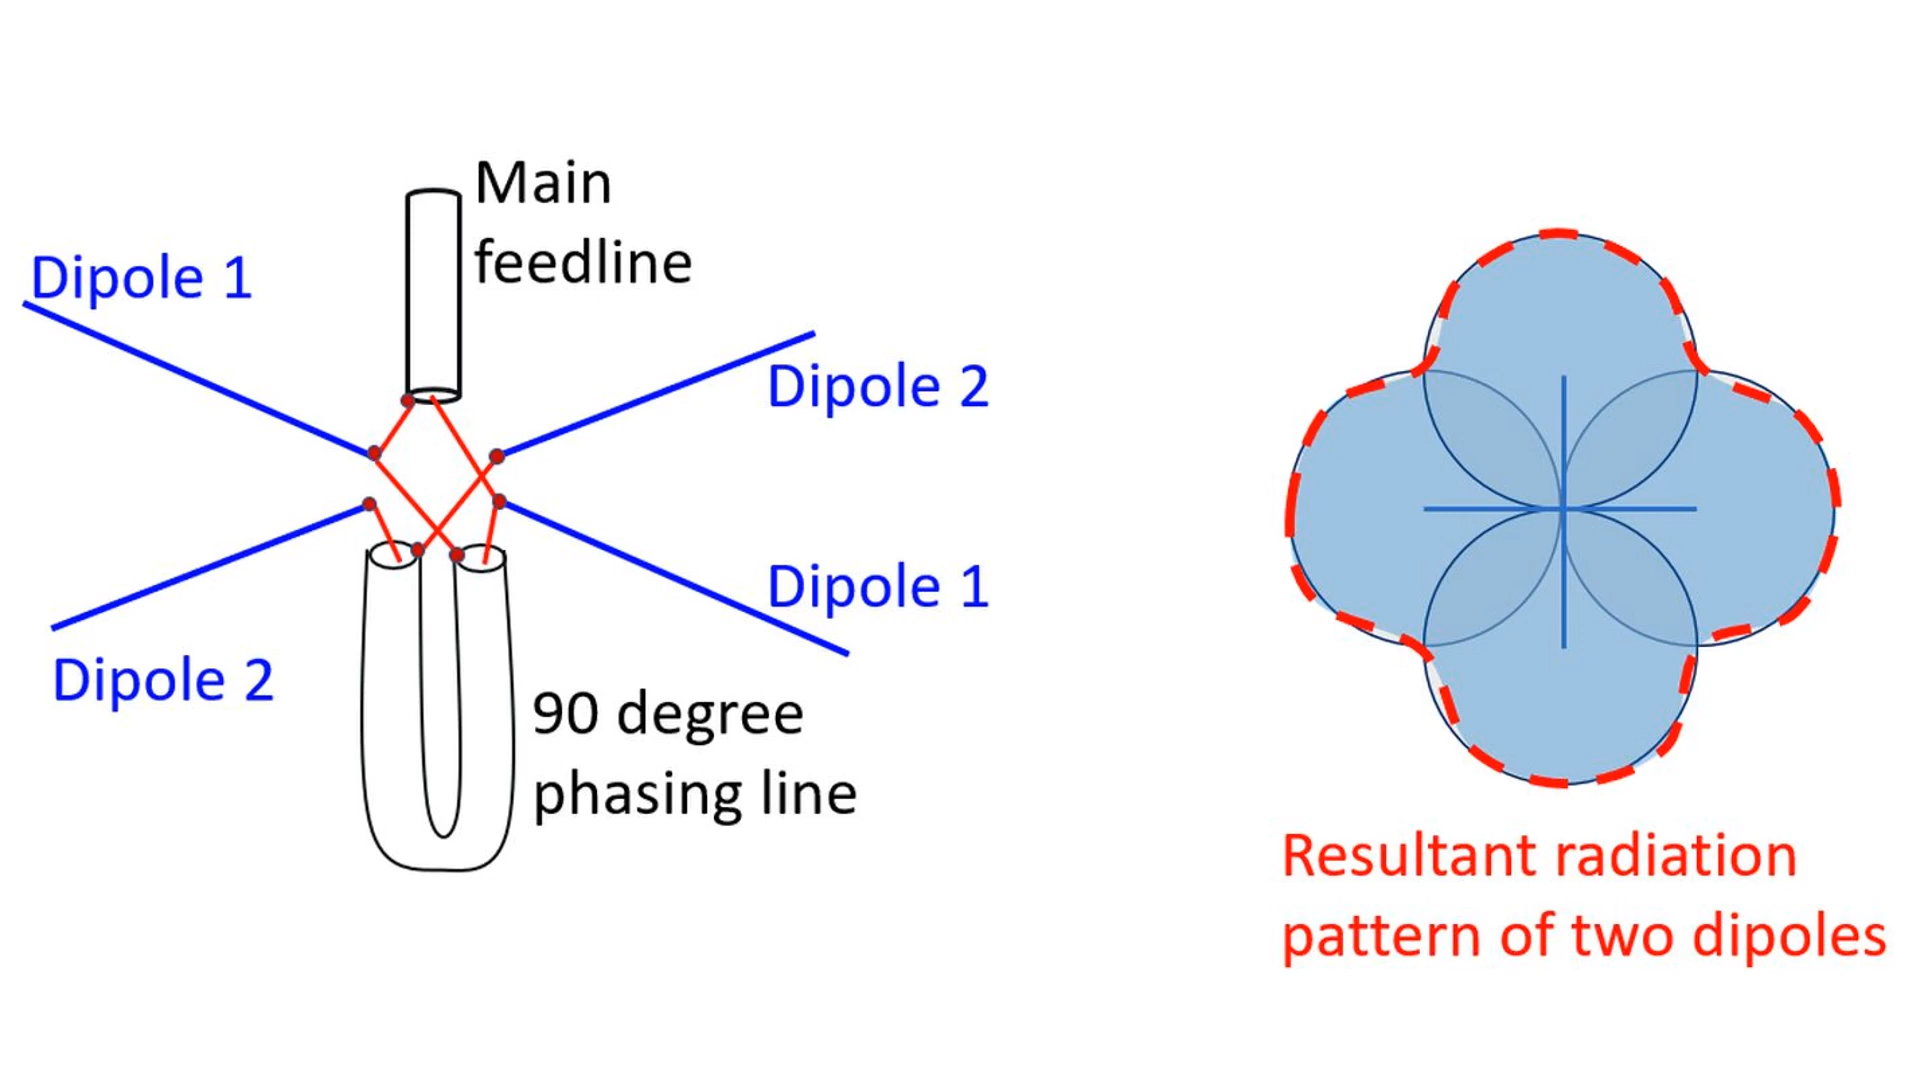 Main
feedline
Dipole 1
Dipole 2
Dipole 1
Dipole 2
90 degree
phasing line
Resultant radiation
pattern of two dipoles